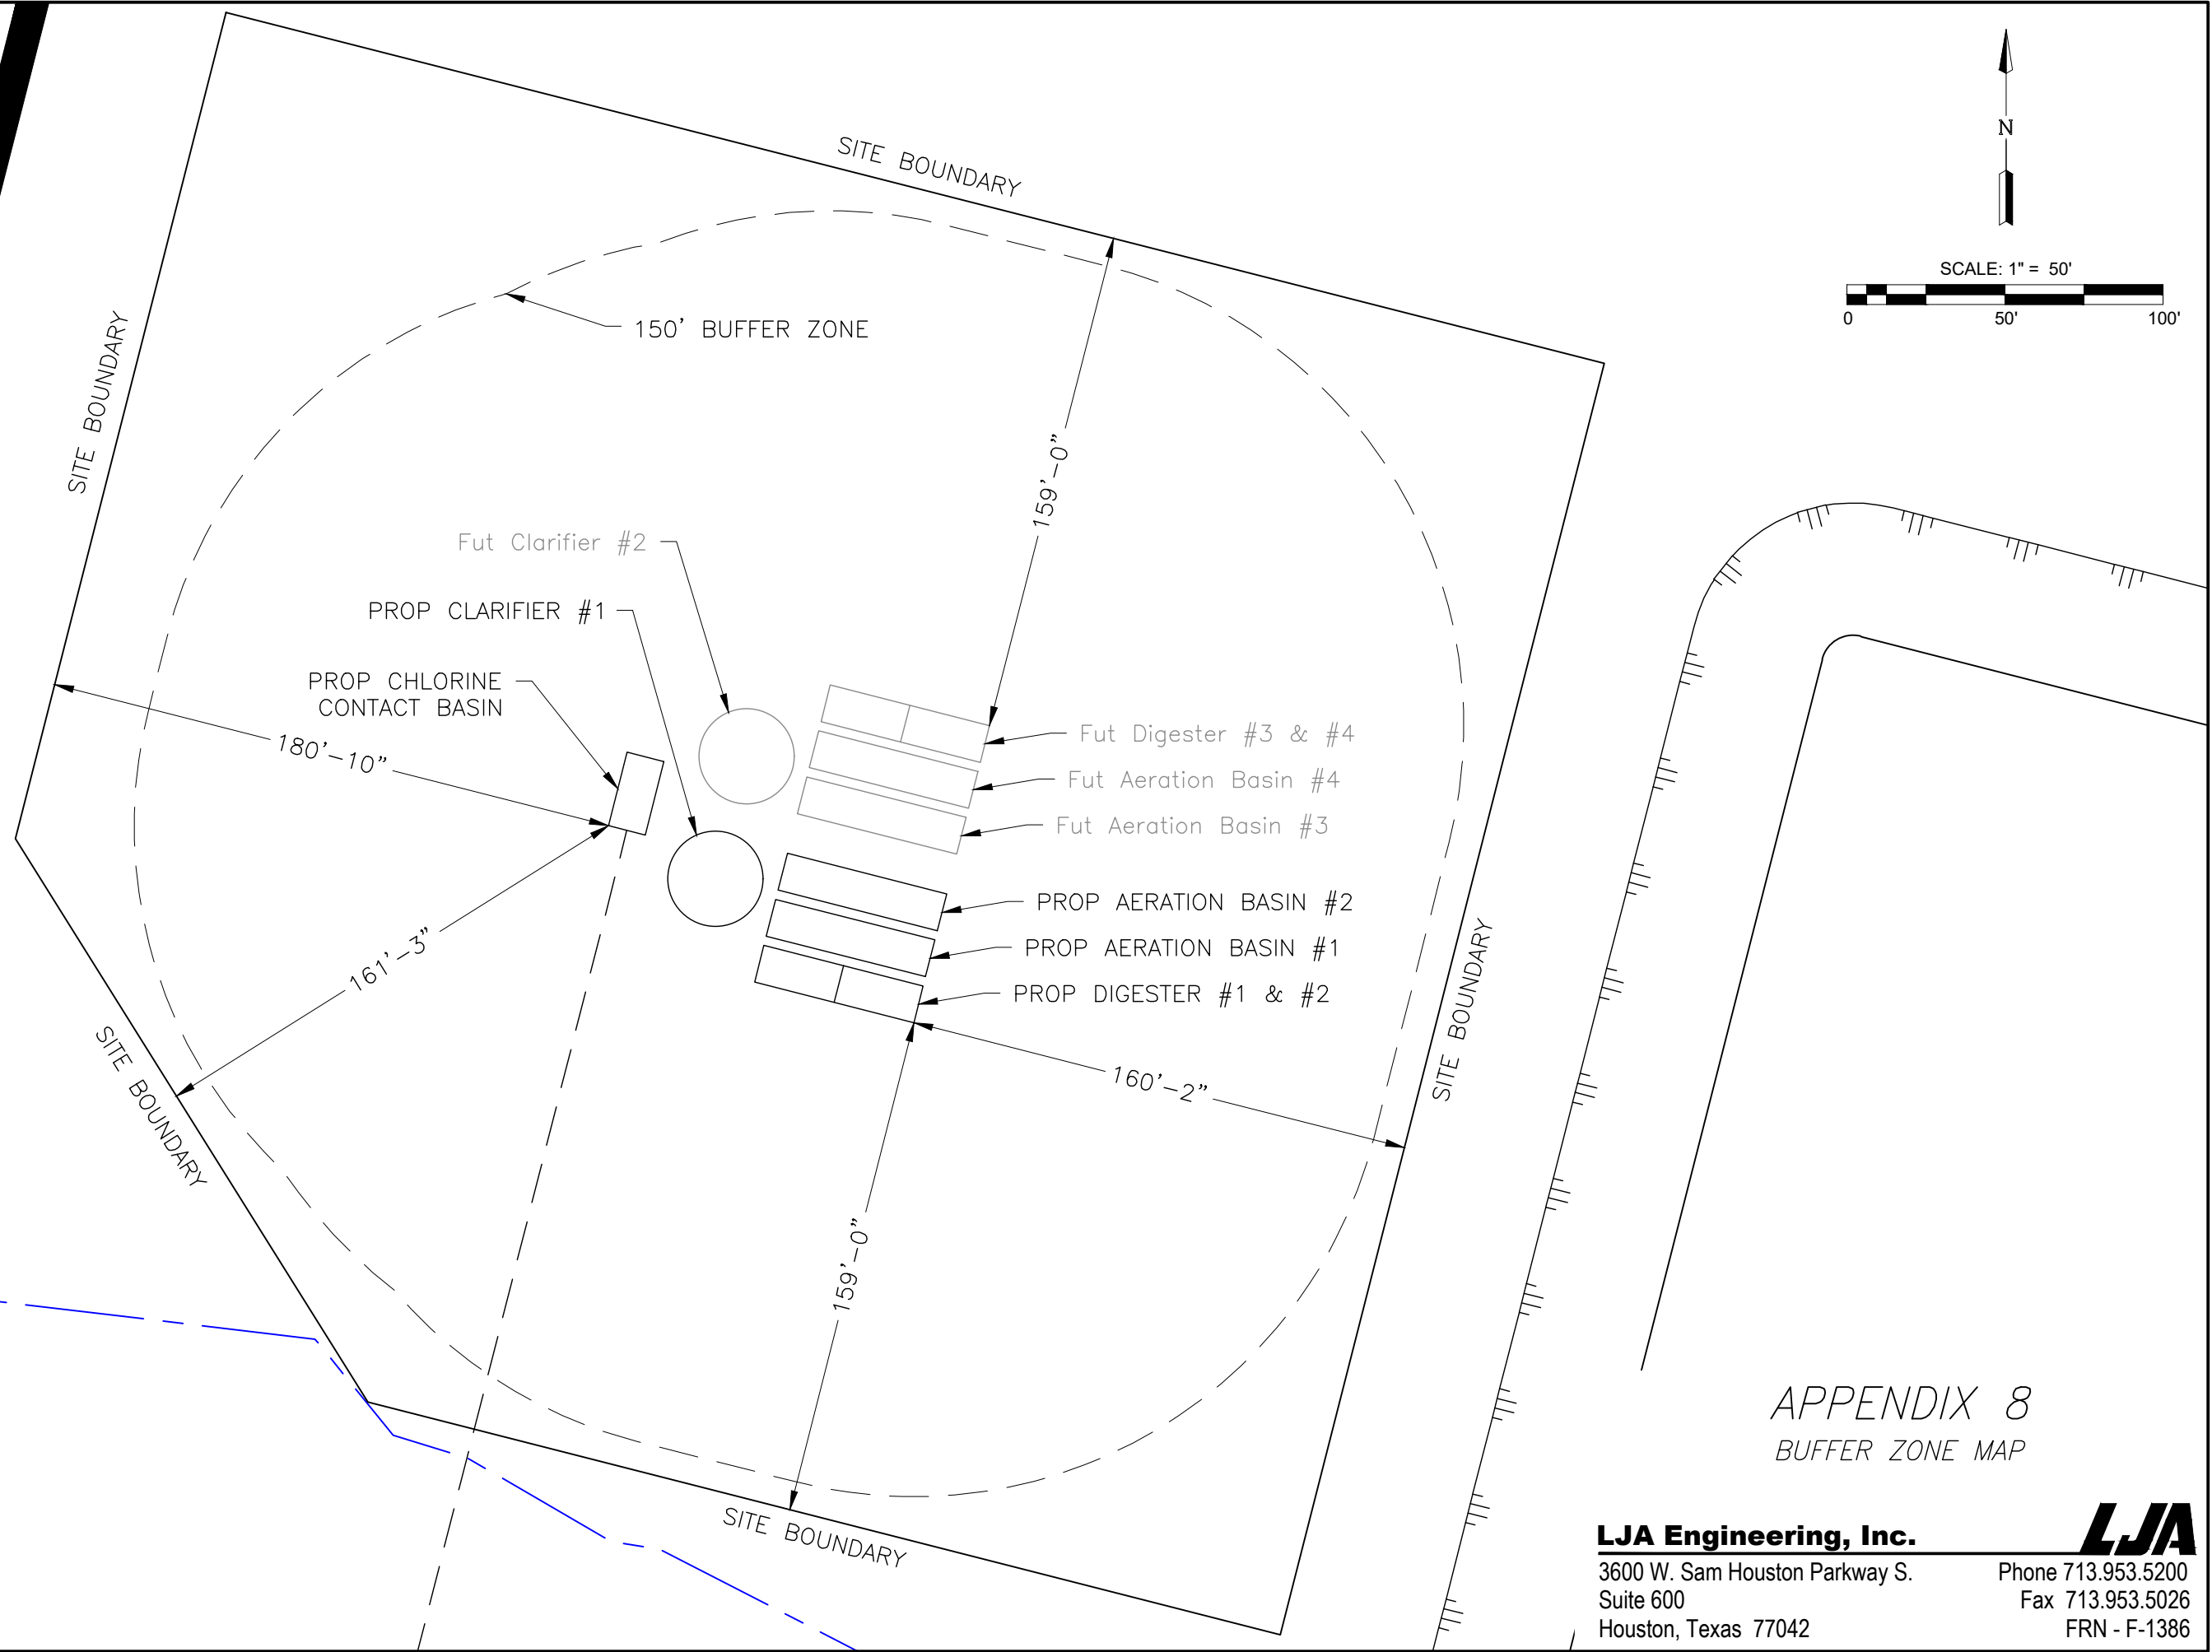 SITE BOUNDARY
N
SCALE: 1" = 50'
0 50' 100'
150' BUFFER ZONE
SITE BOUNDARY
159'-0"
Fut Clarifier #2
PROP CLARIFIER #1
PROP CHLORINE
CONTACT BASIN
180'-10"
Fut Digester #3 & #4
Fut Aeration Basin #4
Fut Aeration Basin #3
PROP AERATION BASIN #2
PROP AERATION BASIN #1
PROP DIGESTER #1 & #2
161'-3"
SITE BOUNDARY
160'-2"
SITE BOUNDARY
159'-0"
SITE BOUNDARY
APPENDIX 8
BUFFER ZONE MAP
LJA Engineering, Inc.
LJA
3600 W. Sam Houston Parkway S.
Phone 713.953.5200
Suite 600
Fax 713.953.5026
Houston, Texas 77042
FRN - F-1386